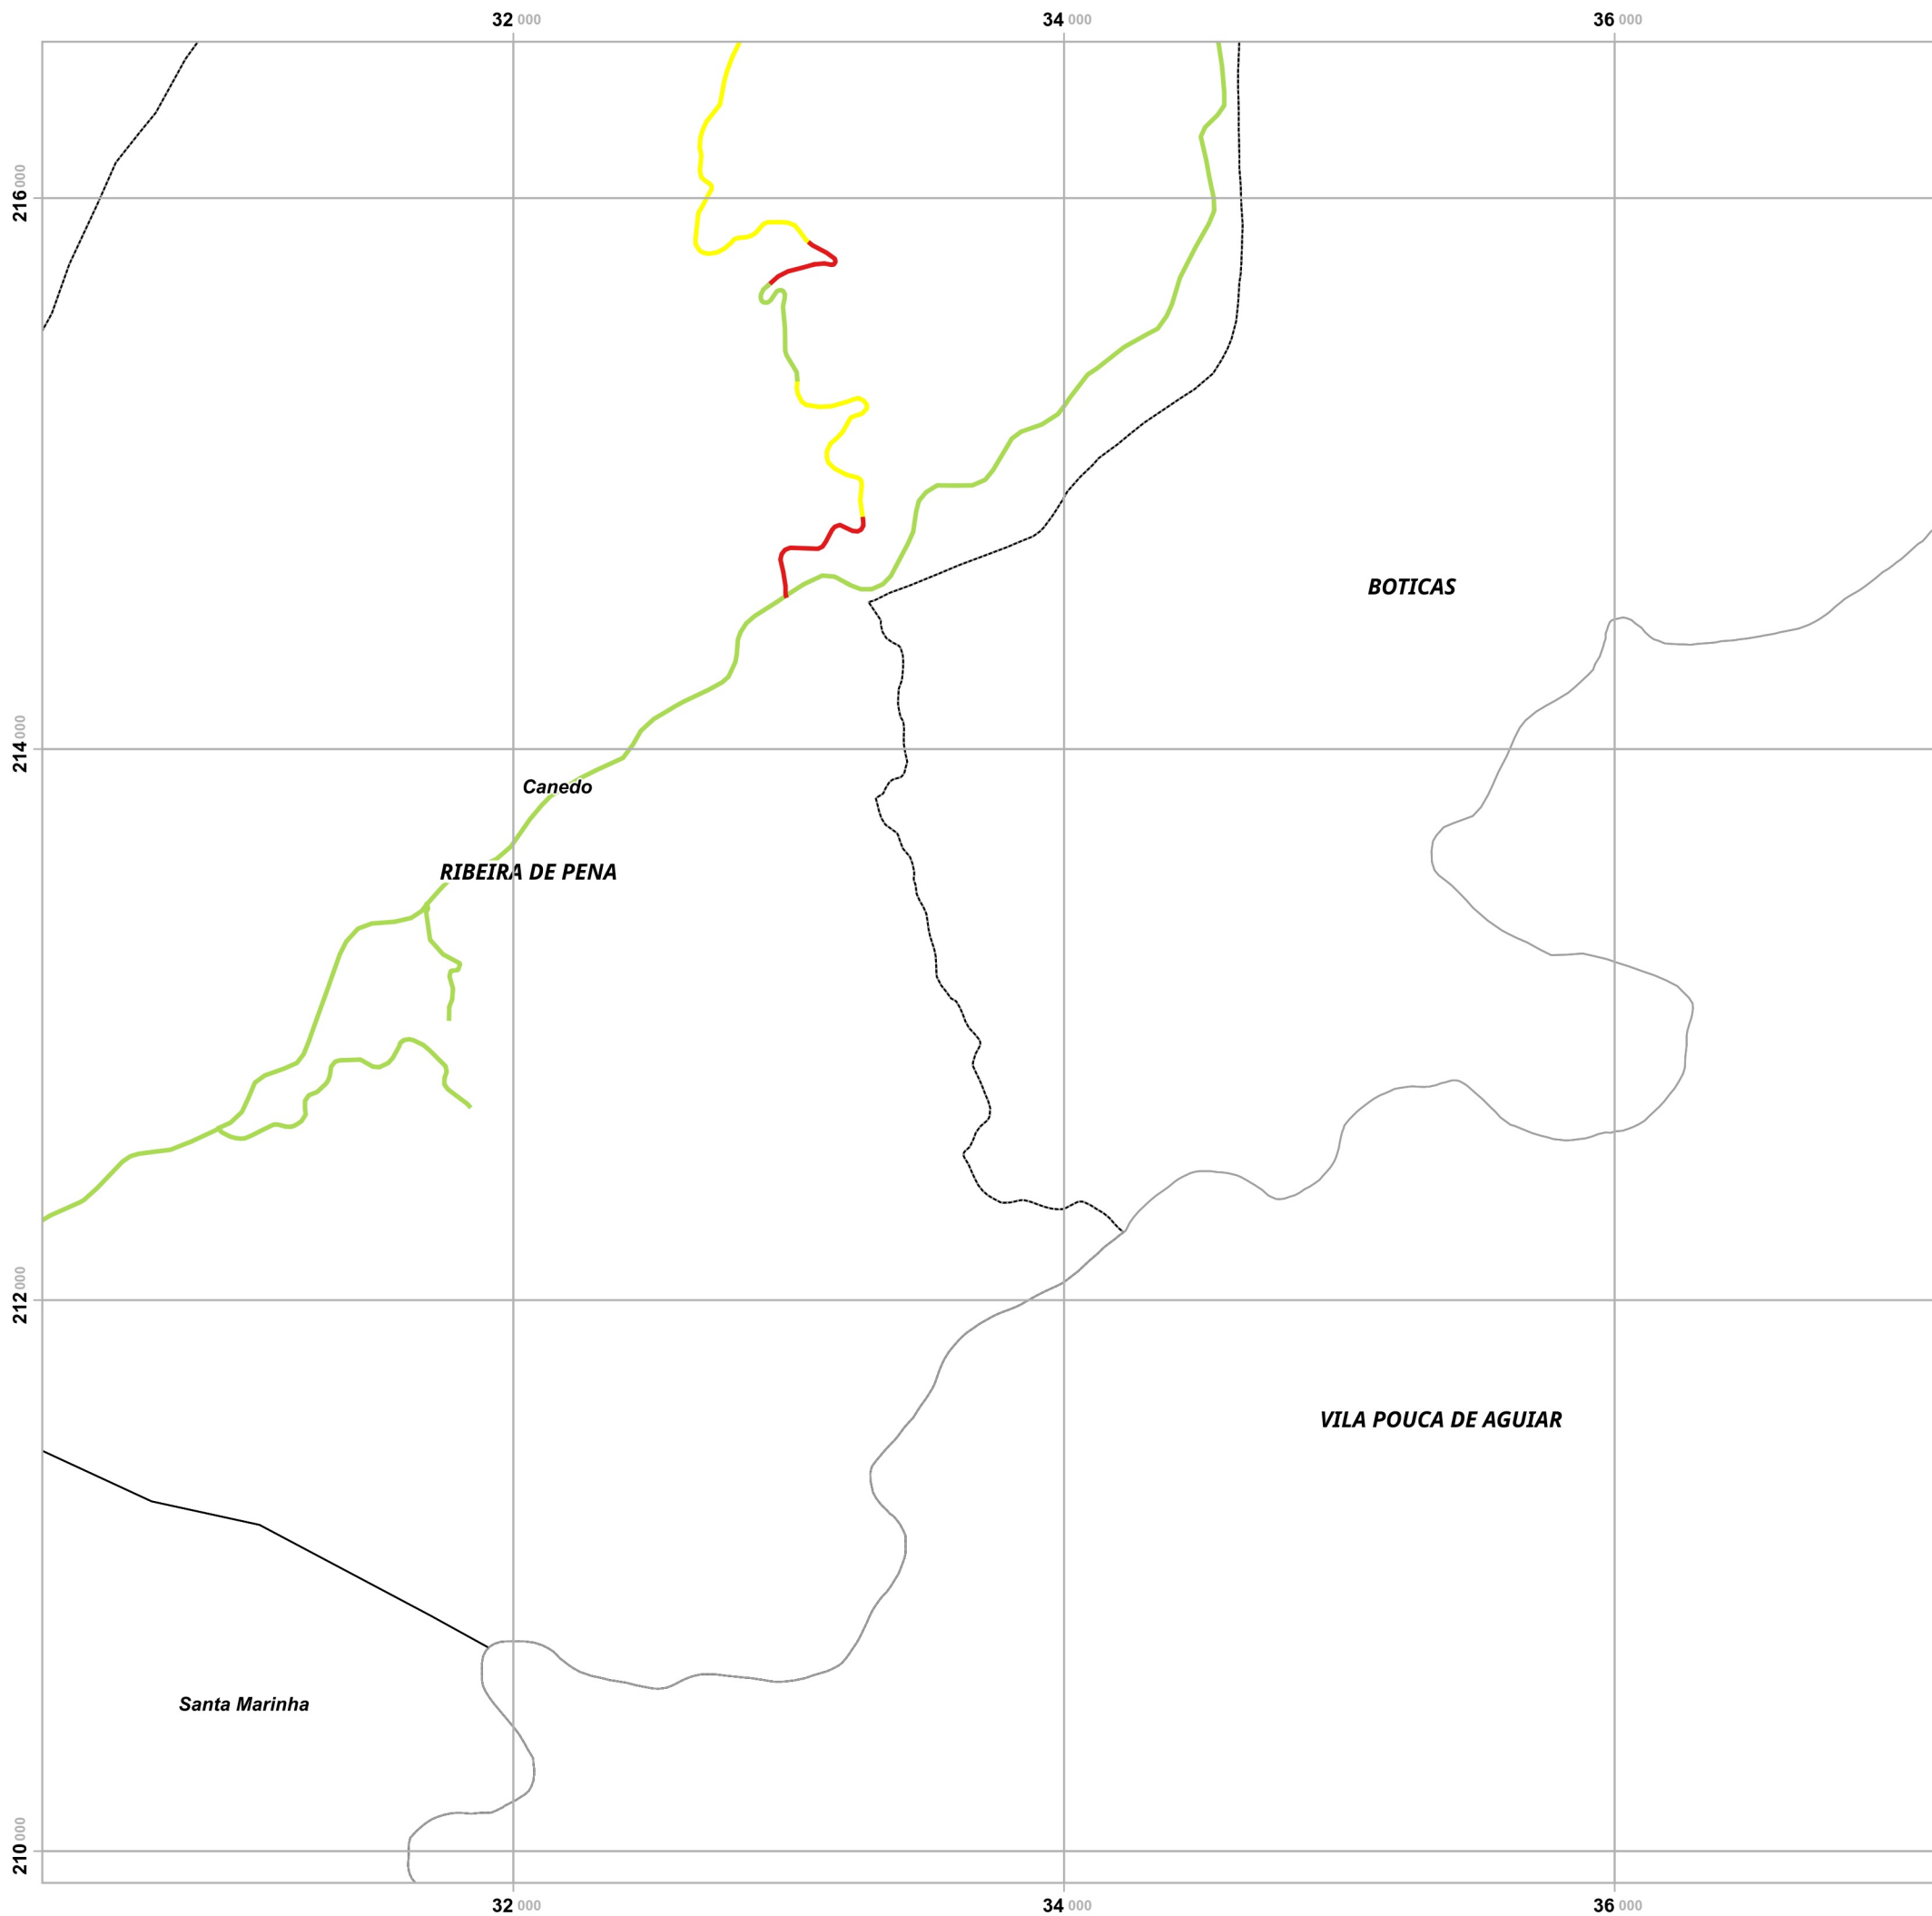 32 000
34 000
36 000
216 000
BOTICAS
214 000
Canedo
RIBEIRA DE PENA
212 000
VILA POUCA DE AGUIAR
Santa Marinha
210 000
32 000
34 000
36 000